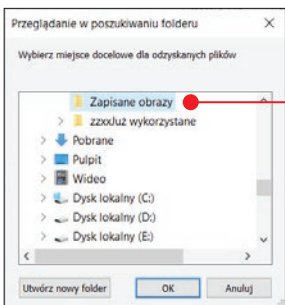 Przeglądanie w poszukiwaniu folderu
Wybierz miejsce docelowe dla odzyskanych plików
Zapisane obrazy
zzxxJuż wykorzystane
Pobrane
Pulpit
Wideo
Dysk lokalny (C:)
Dysk lokalny (D:)
Dysk lokalny (E:)
Utwórz nowy folder OK Anuluj